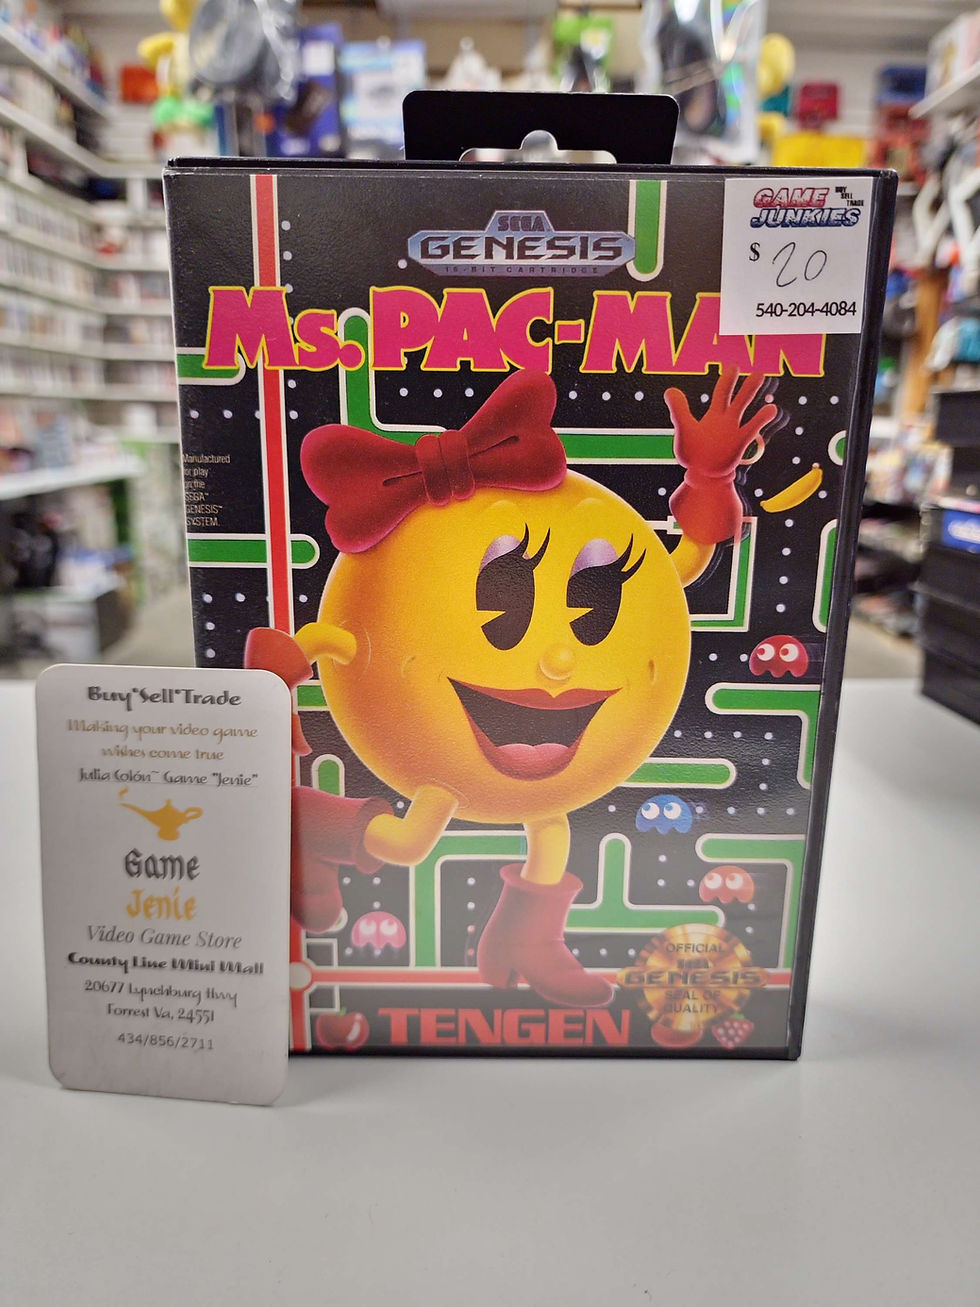 SEGA
GENESIS
16-BIT CARTRIDGE
GAME BUY SELL TRADE
JUNKIES
$ 20
540-204-4084
Ms. PAC-MAN
Manufactured
for play
on the
SEGA™
GENESIS™
SYSTEM.
OFFICIAL
SEGA
GENESIS
SEAL OF
QUALITY
TENGEN
Buy*Sell*Trade
Making your video game
wishes come true
Julia Colón~ Game "Jenie"
Game
Jenie
Video Game Store
County Line Mini Mall
20677 Lynchburg Hwy
Forrest Va, 24551
434/856/2711